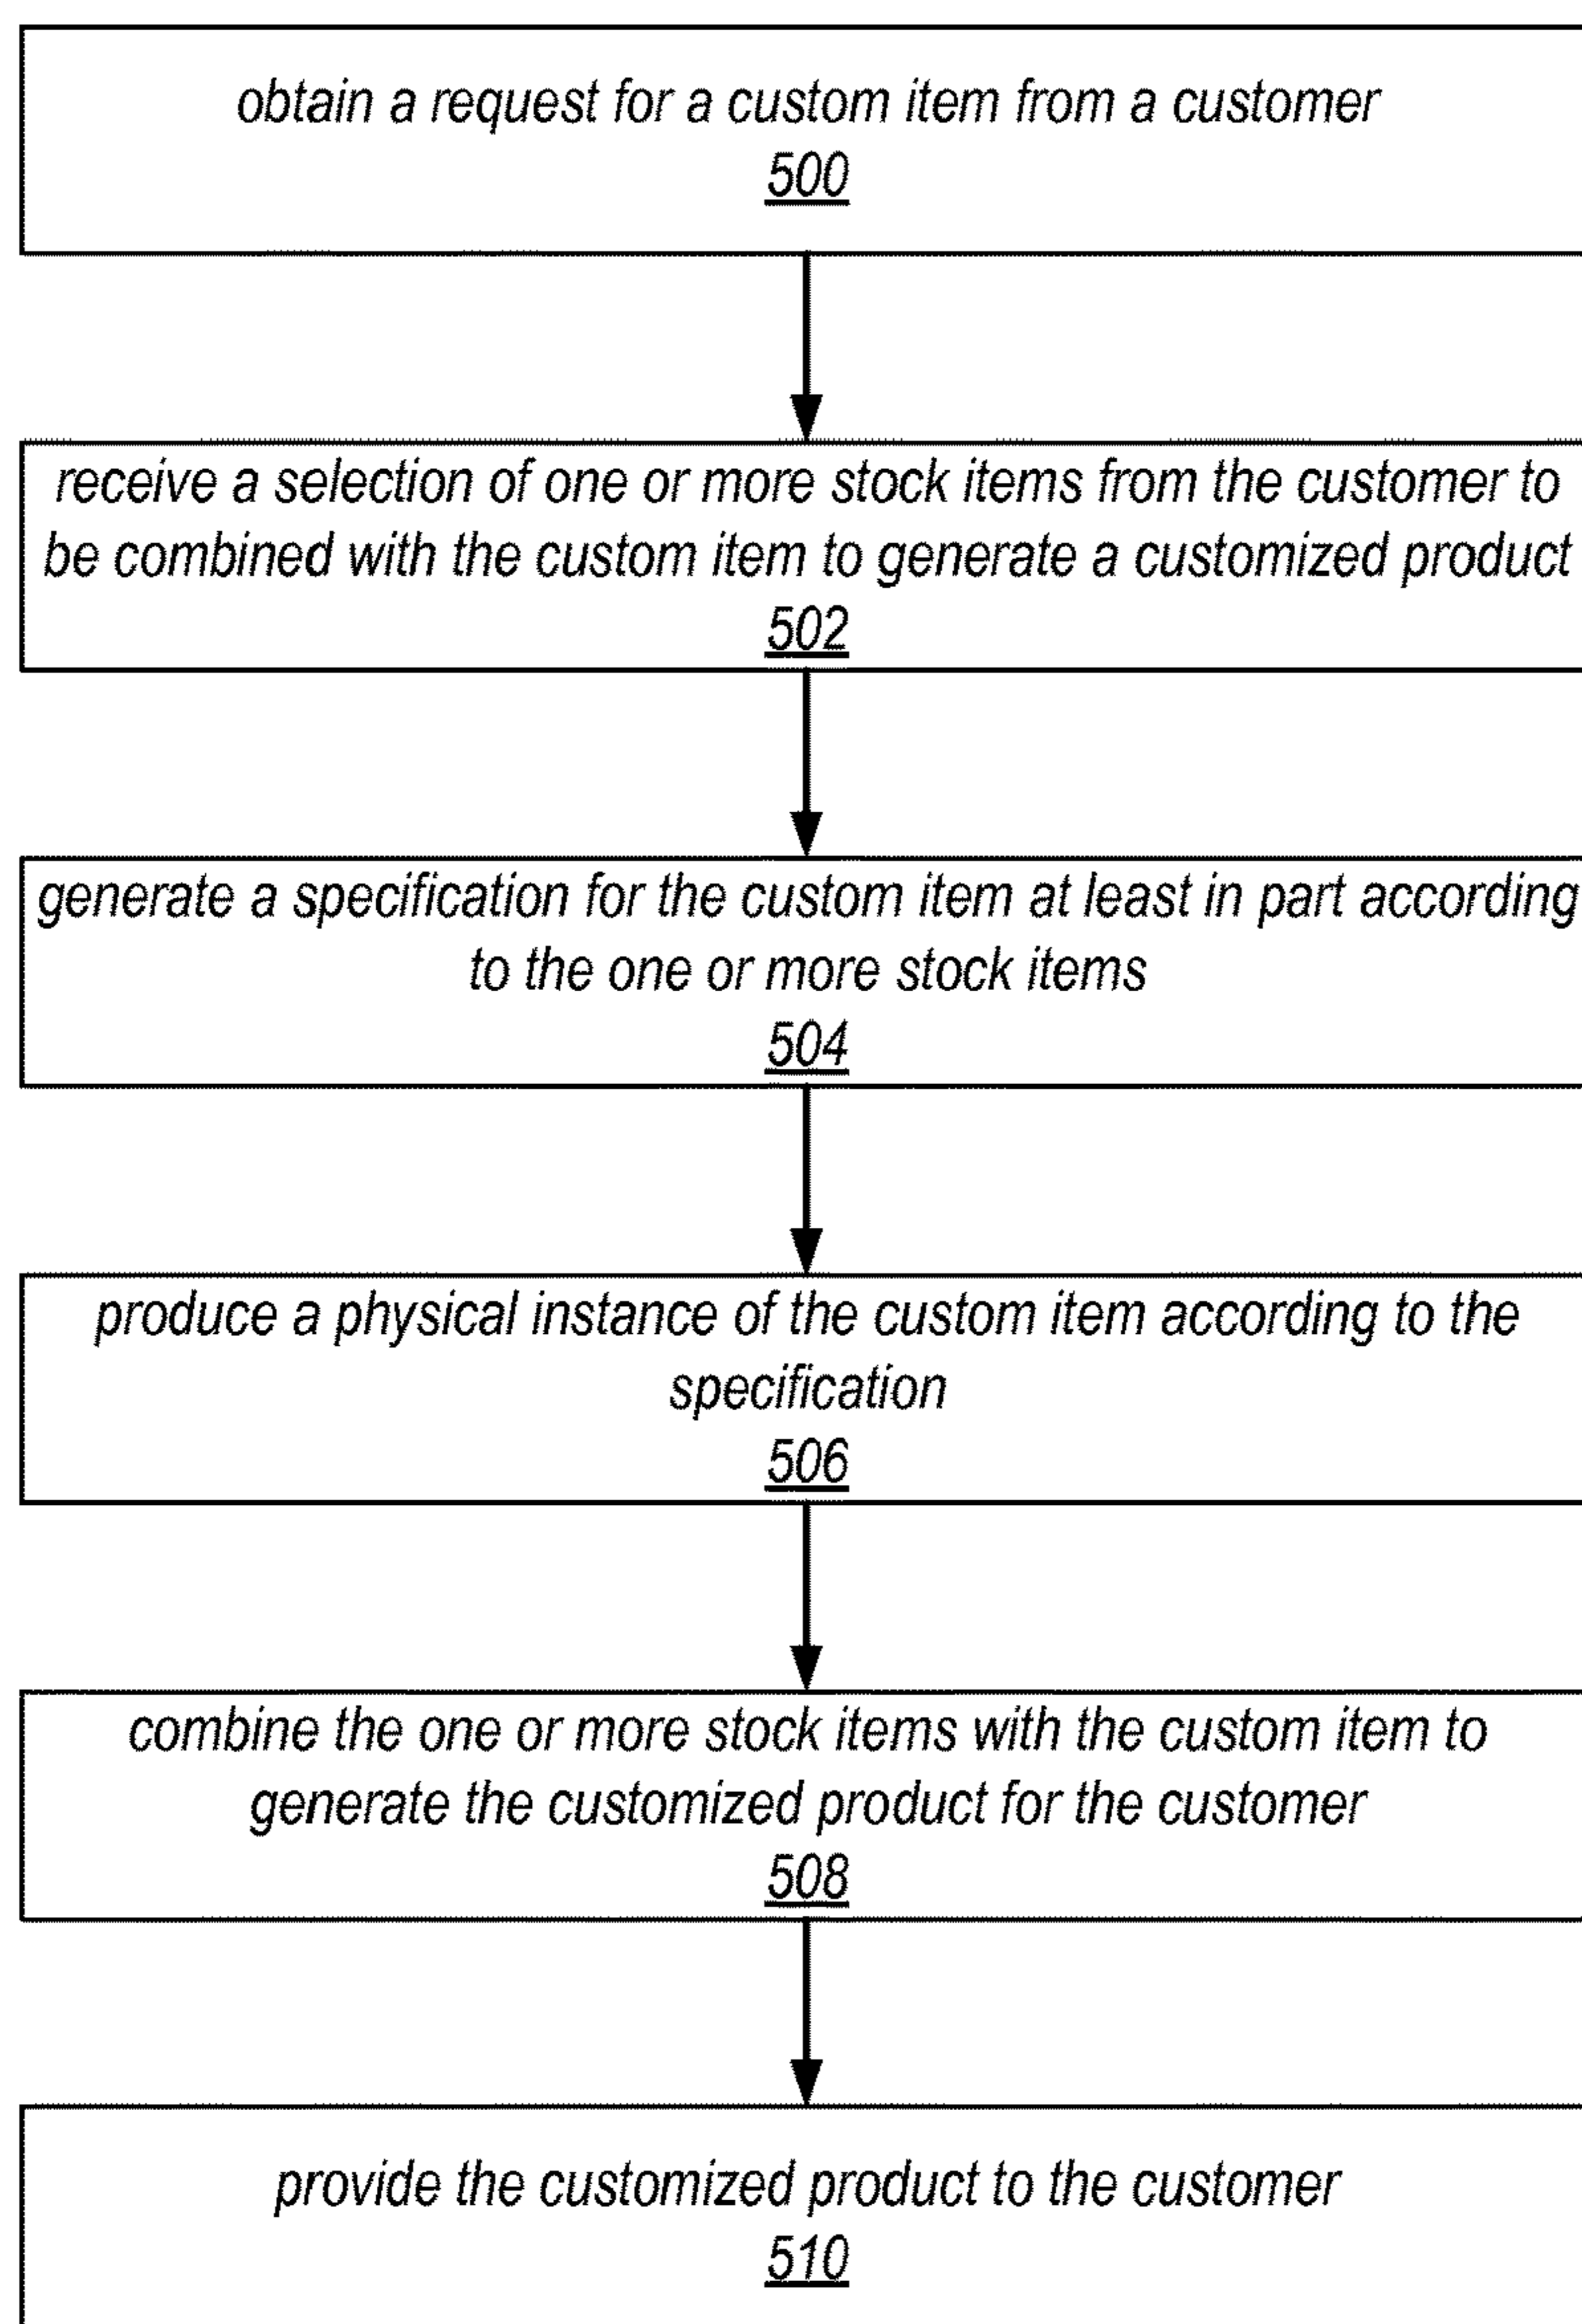 obtain a request for a custom item from a customer
500
receive a selection of one or more stock items from the customer to
be combined with the custom item to generate a customized product
502
generate a specification for the custom item at least in part according
to the one or more stock items
504
produce a physical instance of the custom item according to the
specification
506
combine the one or more stock items with the custom item to
generate the customized product for the customer
508
provide the customized product to the customer
510